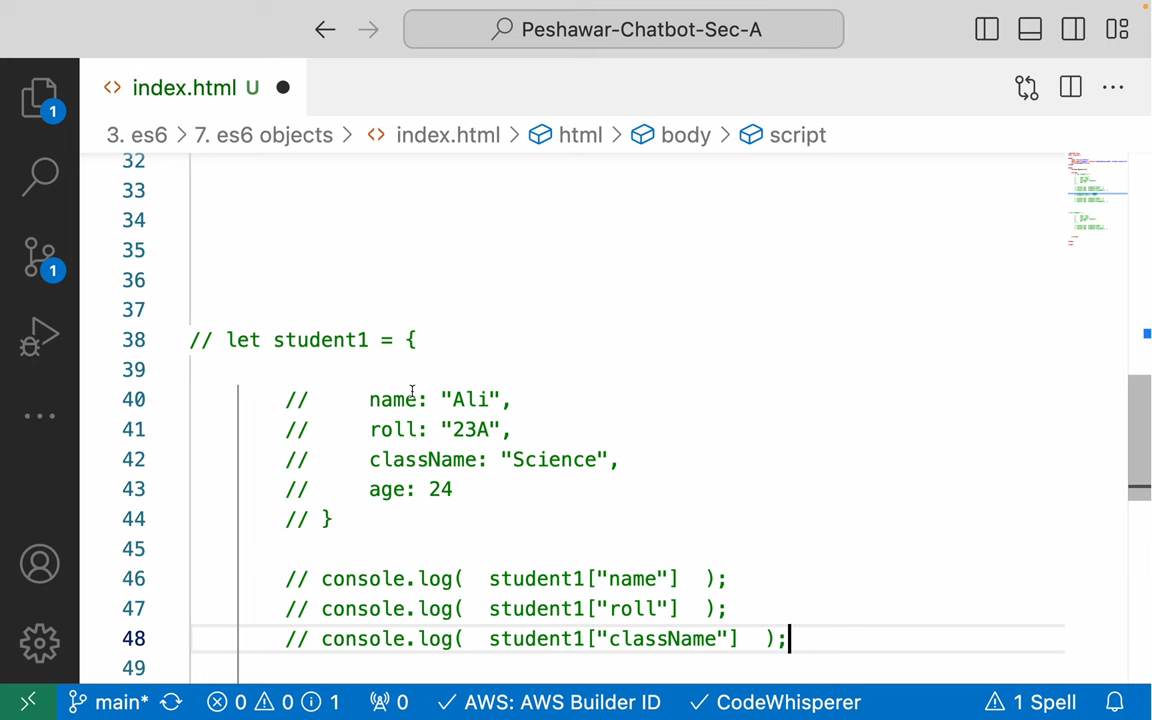 Peshawar-Chatbot-Sec-A
1
index.html U
3. es6 > 7. es6 objects > index.html > html > body > script
32
33
34
35
36
37
38 // let student1 = {
39
40 // name: "Ali",
41 // roll: "23A",
42 // className: "Science",
43 // age: 24
44 // }
45
46 // console.log( student1["name"] );
47 // console.log( student1["roll"] );
48 // console.log( student1["className"] );
49
1
main* 0 0 1 0 AWS: AWS Builder ID CodeWhisperer 1 Spell